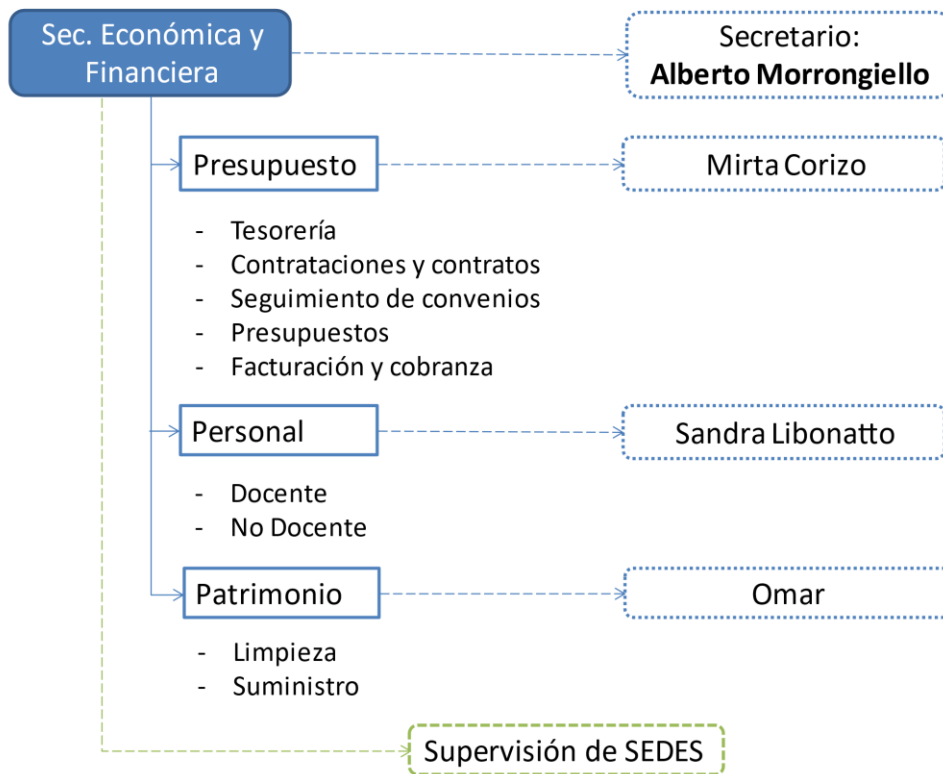 Sec. Económica y
Financiera
Secretario:
Alberto Morrongiello
Presupuesto
Mirta Corizo
- Tesorería
- Contrataciones y contratos
- Seguimiento de convenios
- Presupuestos
- Facturación y cobranza
Personal
Sandra Libonatto
- Docente
- No Docente
Patrimonio
Omar
- Limpieza
- Suministro
Supervisión de SEDES